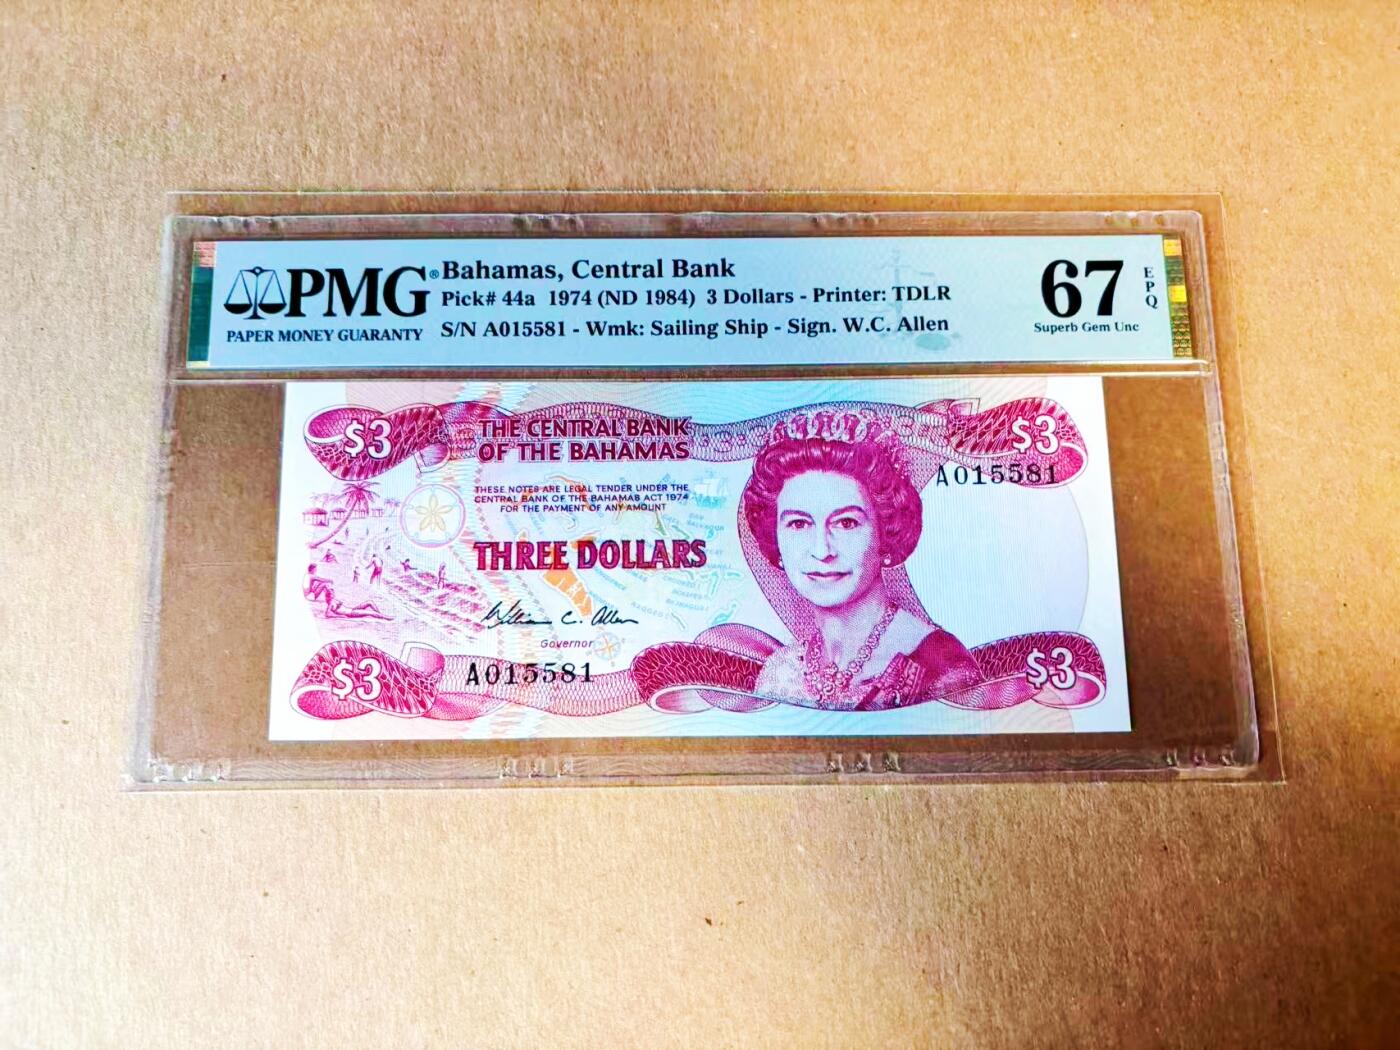 PMG®
PAPER MONEY GUARANTY
Bahamas, Central Bank
Pick# 44a 1974 (ND 1984) 3 Dollars - Printer: TDLR
S/N A015581 - Wmk: Sailing Ship - Sign. W.C. Allen
67
EPQ
Superb Gem Unc
$3
THE CENTRAL BANK
OF THE BAHAMAS
$3
A015581
THESE NOTES ARE LEGAL TENDER UNDER THE
CENTRAL BANK OF THE BAHAMAS ACT 1974
FOR THE PAYMENT OF ANY AMOUNT
THREE DOLLARS
William C. Allen
Governor
$3
A015581
$3